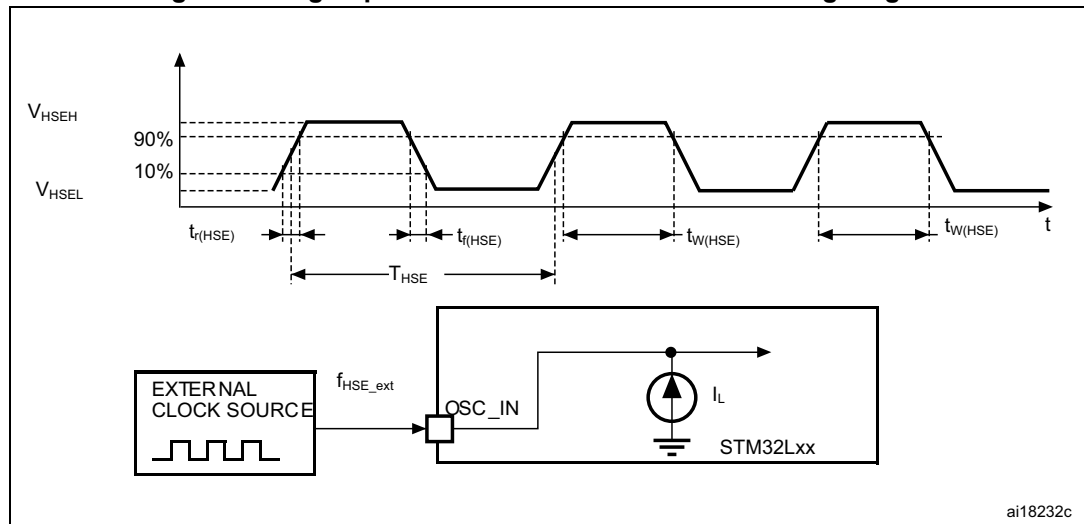 V_HSEH
90%
10%
V_HSEL
t_r(HSE)
t_f(HSE)
t_W(HSE)
t_W(HSE)
t
T_HSE
EXTERNAL
CLOCK SOURCE
f_HSE_ext
OSC_IN
I_L
STM32Lxx
ai18232c